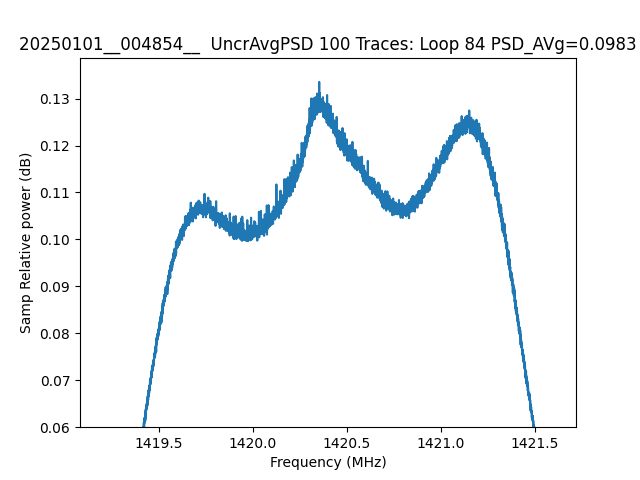 20250101__004854__ UncrAvgPSD 100 Traces: Loop 84 PSD_AVg=0.0983
0.13
0.12
0.11
0.10
0.09
0.08
0.07
0.06
Samp Relative power (dB)
1419.5 1420.0 1420.5 1421.0 1421.5
Frequency (MHz)